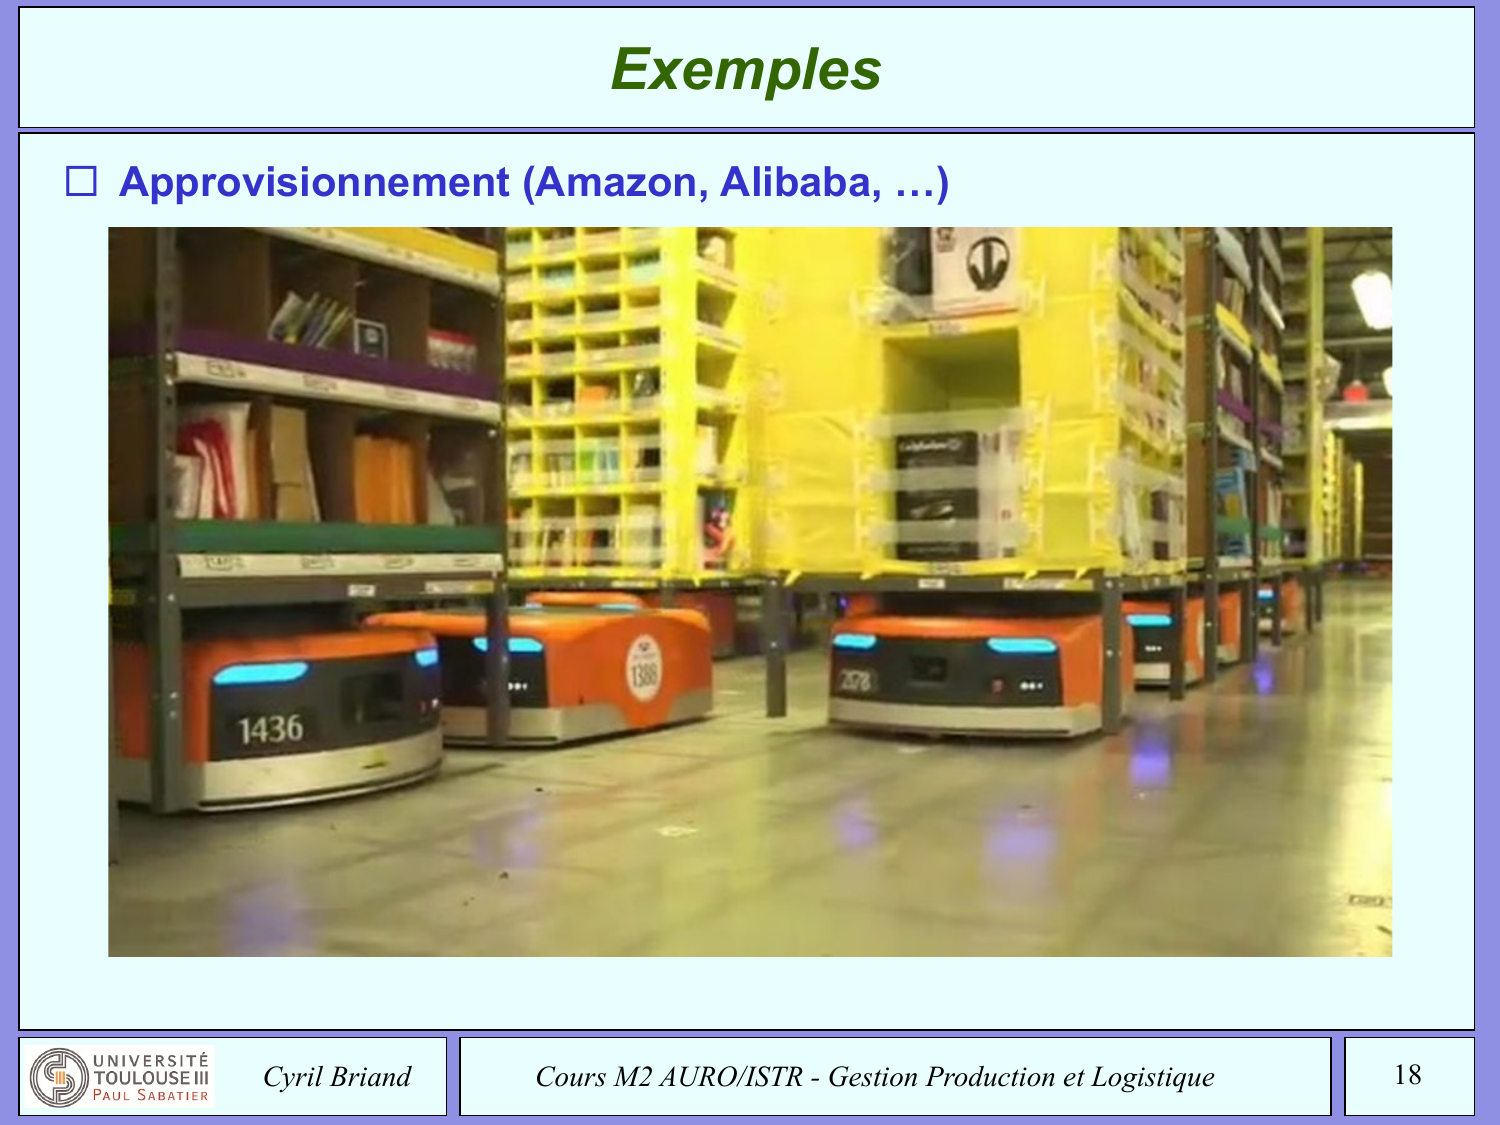 Exemples
☐ Approvisionnement (Amazon, Alibaba, …)
1436
1388
2178
UNIVERSITÉ
TOULOUSE III
PAUL SABATIER
Cyril Briand
Cours M2 AURO/ISTR - Gestion Production et Logistique
18